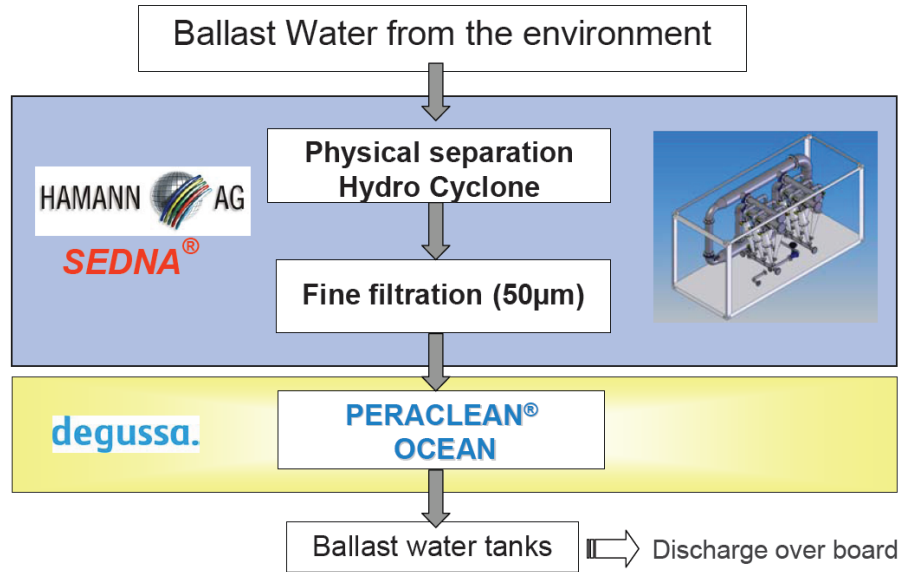 Ballast Water from the environment
Physical separation
Hydro Cyclone
HAMANN AG
SEDNA®
Fine filtration (50µm)
degussa.
PERACLEAN®
OCEAN
Ballast water tanks
Discharge over board